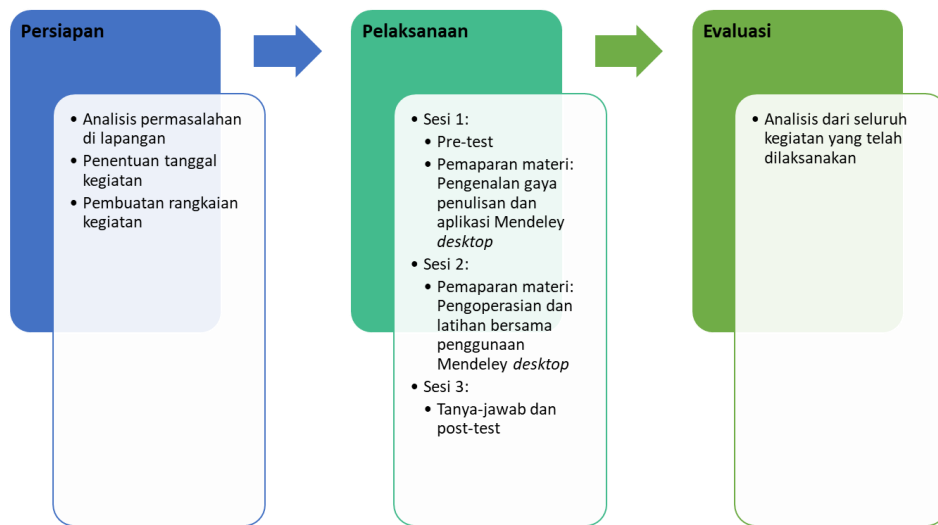 Persiapan
• Analisis permasalahan
di lapangan
• Penentuan tanggal
kegiatan
• Pembuatan rangkaian
kegiatan
Pelaksanaan
• Sesi 1:
• Pre-test
• Pemaparan materi:
Pengenalan gaya
penulisan dan
aplikasi Mendeley
desktop
• Sesi 2:
• Pemaparan materi:
Pengoperasian dan
latihan bersama
penggunaan
Mendeley desktop
• Sesi 3:
• Tanya-jawab dan
post-test
Evaluasi
• Analisis dari seluruh
kegiatan yang telah
dilaksanakan